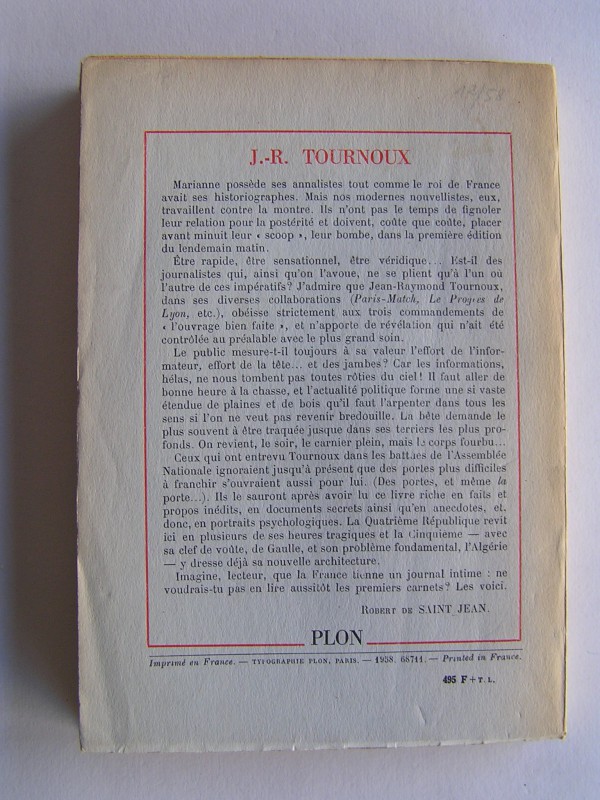 J.-R. TOURNOUX
Marianne possède ses annalistes tout comme le roi de France
avait ses historiographes. Mais nos modernes nouvellistes, eux,
travaillent contre la montre. Ils n'ont pas le temps de fignoler
leur relation pour la postérité et doivent, coûte que coûte, placer
avant minuit leur « scoop », leur bombe, dans la première édition
du lendemain matin.
Être rapide, être sensationnel, être véridique... Est-il des
journalistes qui, ainsi qu'on l'avoue, ne se plient qu'à l'un ou
l'autre de ces impératifs? J'admire que Jean-Raymond Tournoux,
dans ses diverses collaborations (Paris-Match, Le Progrès de
Lyon, etc.), obéisse strictement aux trois commandements de
« l'ouvrage bien faite », et n'apporte de révélation qui n'ait été
contrôlée au préalable avec le plus grand soin.
Le public mesure-t-il toujours à sa valeur l'effort de l'infor-
mateur, effort de la tête... et des jambes? Car les informations,
hélas, ne nous tombent pas toutes rôties du ciel! Il faut aller de
bonne heure à la chasse, et l'actualité politique forme une si vaste
étendue de plaines et de bois qu'il faut l'arpenter dans tous les
sens si l'on ne veut pas revenir bredouille. La bête demande le
plus souvent à être traquée jusque dans ses terriers les plus pro-
fonds. On revient, le soir, le carnier plein, mais le corps fourbu...
Ceux qui ont entrevu Tournoux dans les battues de l'Assemblée
Nationale ignoraient jusqu'à présent que des portes plus difficiles
à franchir s'ouvraient aussi pour lui. (Des portes, et même la
porte...). Ils le sauront après avoir lu ce livre riche en faits et
propos inédits, en documents secrets ainsi qu'en anecdotes, et,
donc, en portraits psychologiques. La Quatrième République revit
ici en plusieurs de ses heures tragiques et la Cinquième — avec
sa clef de voûte, de Gaulle, et son problème fondamental, l'Algérie
— y dresse déjà sa nouvelle architecture.
Imagine, lecteur, que la France tienne un journal intime : ne
voudrais-tu pas en lire aussitôt les premiers carnets? Les voici.
ROBERT DE SAINT JEAN.
PLON
Imprimé en France. — TYPOGRAPHIE PLON, PARIS. — 1958. 68711. — Printed in France.
495 F + T. L.